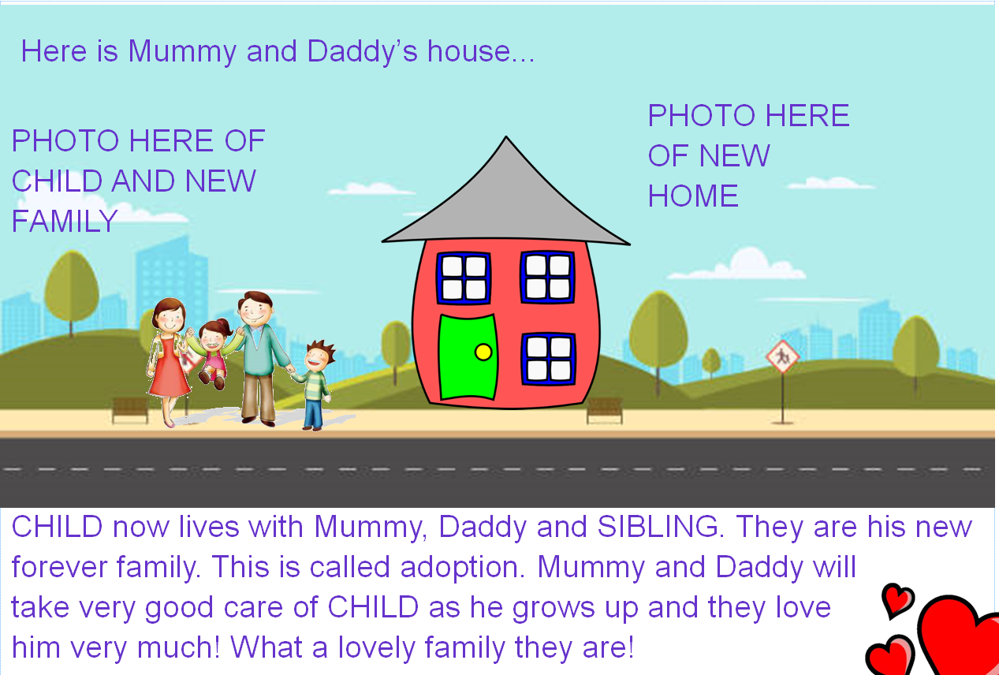 Here is Mummy and Daddy’s house...
PHOTO HERE OF
CHILD AND NEW
FAMILY
PHOTO HERE
OF NEW
HOME
CHILD now lives with Mummy, Daddy and SIBLING. They are his new
forever family. This is called adoption. Mummy and Daddy will
take very good care of CHILD as he grows up and they love
him very much! What a lovely family they are!